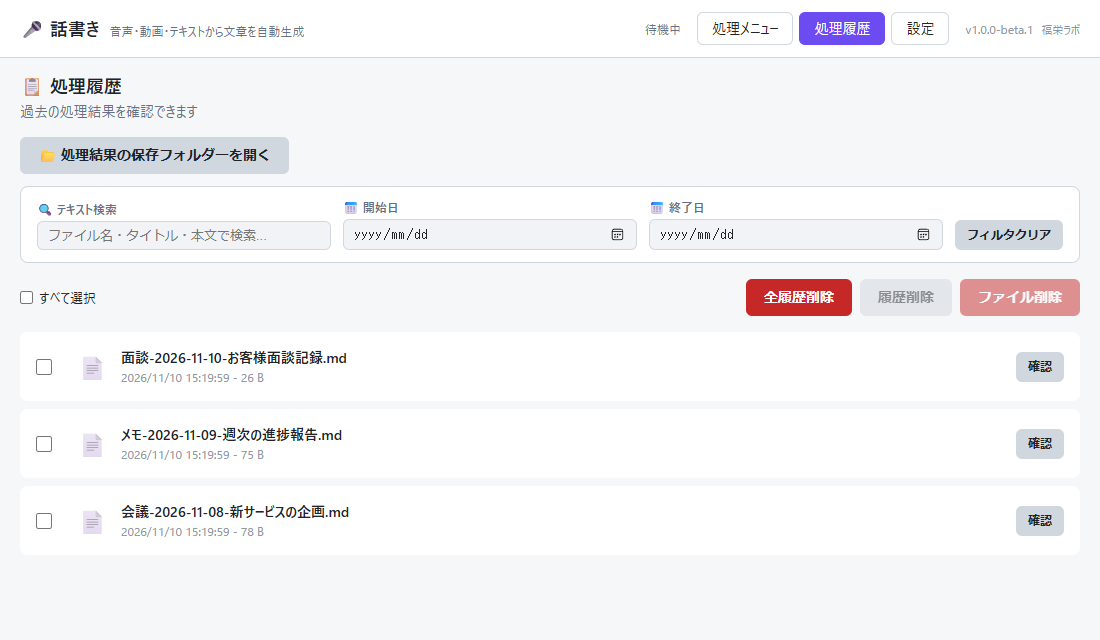 話書き 音声・動画・テキストから文章を自動生成 待機中 処理メニュー 処理履歴 設定 v1.0.0-beta.1 福栄ラボ
処理履歴
過去の処理結果を確認できます
処理結果の保存フォルダーを開く
テキスト検索 開始日 終了日
ファイル名・タイトル・本文で検索... yyyy/mm/dd yyyy/mm/dd フィルタクリア
すべて選択 全履歴削除 履歴削除 ファイル削除
面談-2026-11-10-お客様面談記録.md
2026/11/10 15:19:59 - 26 B
確認
メモ-2026-11-09-週次の進捗報告.md
2026/11/10 15:19:59 - 75 B
確認
会議-2026-11-08-新サービスの企画.md
2026/11/10 15:19:59 - 78 B
確認